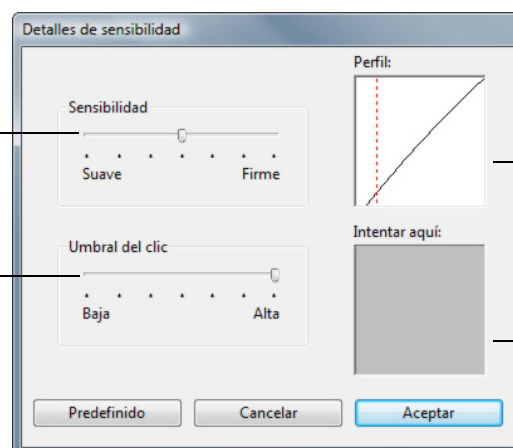 Detalles de sensibilidad
Perfil:
Sensibilidad
Suave Firme
Intentar aquí:
Umbral del clic
Baja Alta
Predefinido Cancelar Aceptar